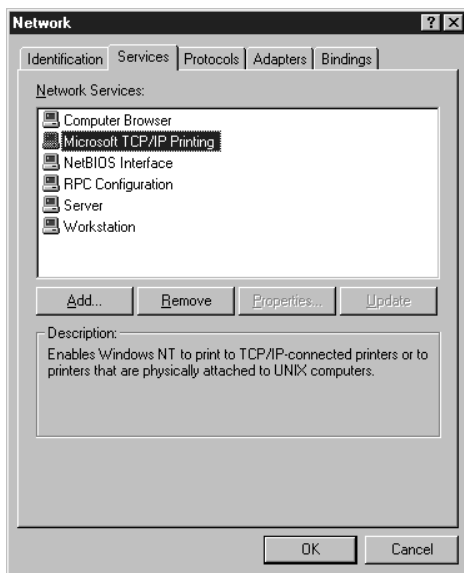 Network
Identification Services Protocols Adapters Bindings
Network Services:
Computer Browser
Microsoft TCP/IP Printing
NetBIOS Interface
RPC Configuration
Server
Workstation
Add... Remove Properties... Update
Description:
Enables Windows NT to print to TCP/IP-connected printers or to
printers that are physically attached to UNIX computers.
OK Cancel